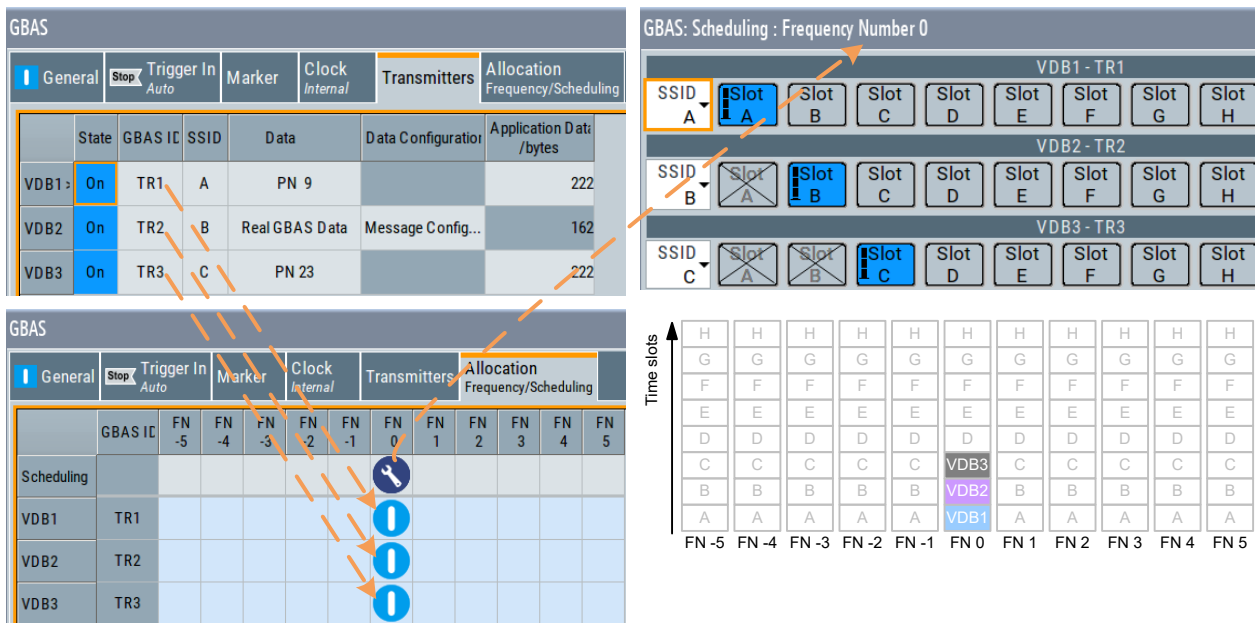 GBAS
General Stop Trigger In Auto Marker Clock Internal Transmitters Allocation Frequency/Scheduling
State GBAS ID SSID Data Data Configuration Application Data /bytes
VDB1 On TR1 A PN 9 222
VDB2 On TR2 B Real GBAS Data Message Config... 162
VDB3 On TR3 C PN 23 222
GBAS: Scheduling : Frequency Number 0
VDB1 - TR1
SSID A Slot A Slot B Slot C Slot D Slot E Slot F Slot G Slot H
VDB2 - TR2
SSID B Slot A Slot B Slot C Slot D Slot E Slot F Slot G Slot H
VDB3 - TR3
SSID C Slot A Slot B Slot C Slot D Slot E Slot F Slot G Slot H
GBAS
General Stop Trigger In Auto Marker Clock Internal Transmitters Allocation Frequency/Scheduling
GBAS ID FN -5 FN -4 FN -3 FN -2 FN -1 FN 0 FN 1 FN 2 FN 3 FN 4 FN 5
Scheduling
VDB1 TR1
VDB2 TR2
VDB3 TR3
Time slots
H H H H H H H H H H H
G G G G G G G G G G G
F F F F F F F F F F F
E E E E E E E E E E E
D D D D D D D D D D D
C C C C C VDB3 C C C C C
B B B B B VDB2 B B B B B
A A A A A VDB1 A A A A A
FN -5 FN -4 FN -3 FN -2 FN -1 FN 0 FN 1 FN 2 FN 3 FN 4 FN 5